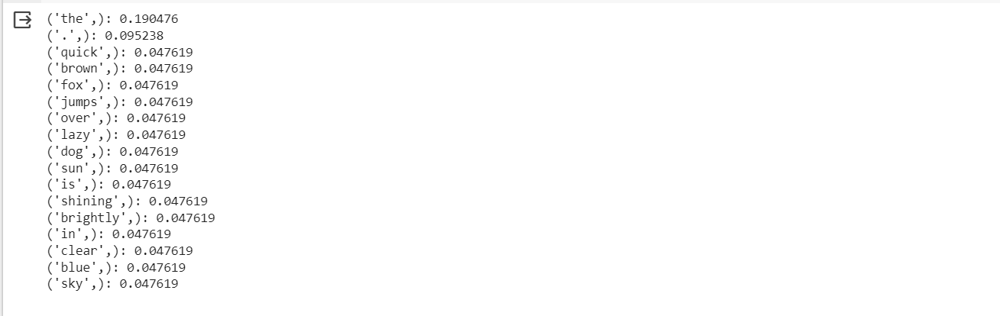 ('the',): 0.190476
('.',): 0.095238
('quick',): 0.047619
('brown',): 0.047619
('fox',): 0.047619
('jumps',): 0.047619
('over',): 0.047619
('lazy',): 0.047619
('dog',): 0.047619
('sun',): 0.047619
('is',): 0.047619
('shining',): 0.047619
('brightly',): 0.047619
('in',): 0.047619
('clear',): 0.047619
('blue',): 0.047619
('sky',): 0.047619